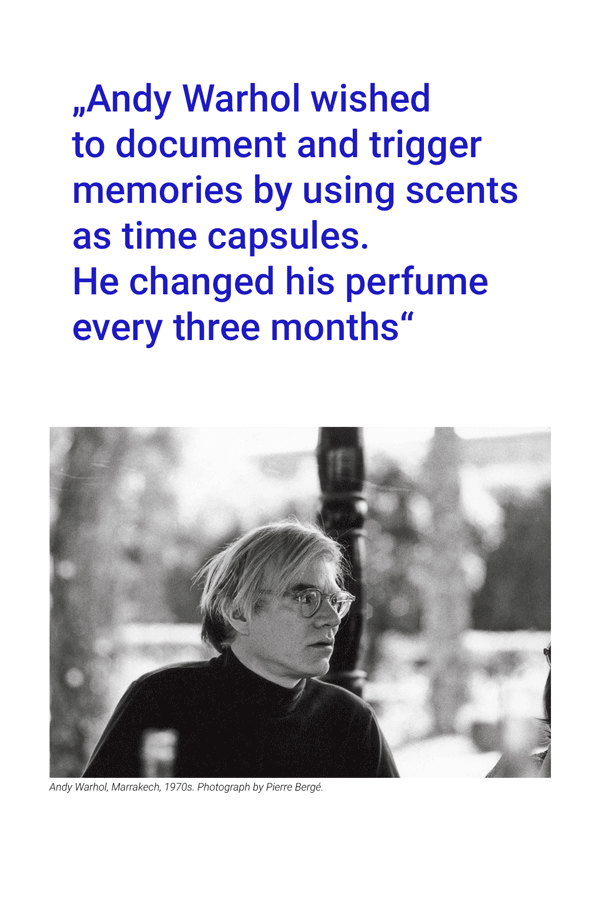 „Andy Warhol wished
to document and trigger
memories by using scents
as time capsules.
He changed his perfume
every three months“
Andy Warhol, Marrakech, 1970s. Photograph by Pierre Bergé.